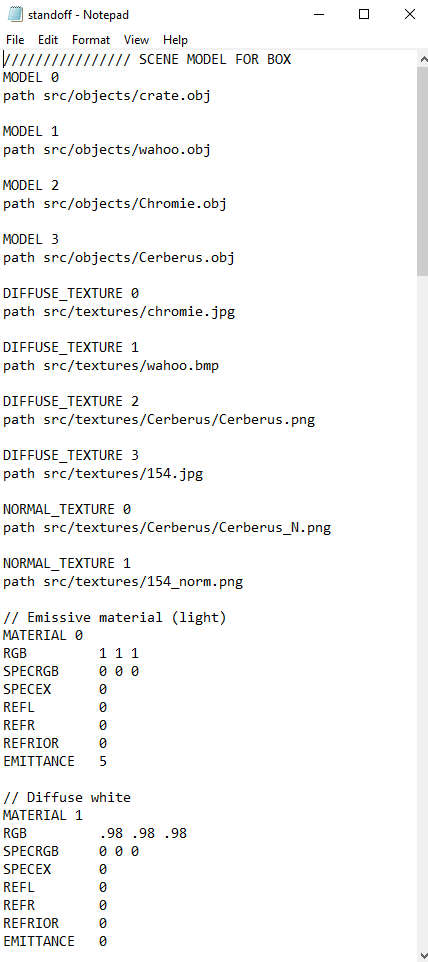 standoff - Notepad
File Edit Format View Help
//////////////// SCENE MODEL FOR BOX
MODEL 0
path src/objects/crate.obj
MODEL 1
path src/objects/wahoo.obj
MODEL 2
path src/objects/Chromie.obj
MODEL 3
path src/objects/Cerberus.obj
DIFFUSE_TEXTURE 0
path src/textures/chromie.jpg
DIFFUSE_TEXTURE 1
path src/textures/wahoo.bmp
DIFFUSE_TEXTURE 2
path src/textures/Cerberus/Cerberus.png
DIFFUSE_TEXTURE 3
path src/textures/154.jpg
NORMAL_TEXTURE 0
path src/textures/Cerberus/Cerberus_N.png
NORMAL_TEXTURE 1
path src/textures/154_norm.png
// Emissive material (light)
MATERIAL 0
RGB 1 1 1
SPECRGB 0 0 0
SPECEX 0
REFL 0
REFR 0
REFRIOR 0
EMITTANCE 5
// Diffuse white
MATERIAL 1
RGB .98 .98 .98
SPECRGB 0 0 0
SPECEX 0
REFL 0
REFR 0
REFRIOR 0
EMITTANCE 0